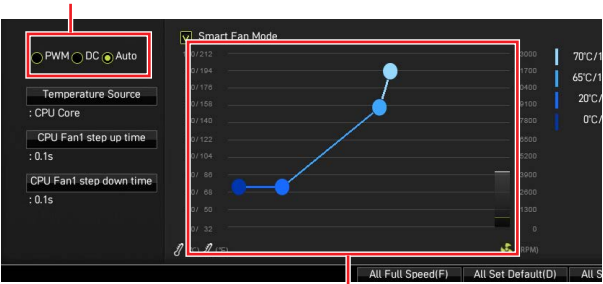 PWM DC Auto
Temperature Source
: CPU Core
CPU Fan1 step up time
: 0.1s
CPU Fan1 step down time
: 0.1s
Smart Fan Mode
0/212
0/194
0/176
0/158
0/140
0/122
0/104
0/ 86
0/ 68
0/ 50
0/ 32
(°F)
3000
1700
0400
9100
7800
6500
5200
3900
2600
1300
0
(RPM)
70°C/1
65°C/1
20°C/
0°C/
All Full Speed(F) All Set Default(D) All S